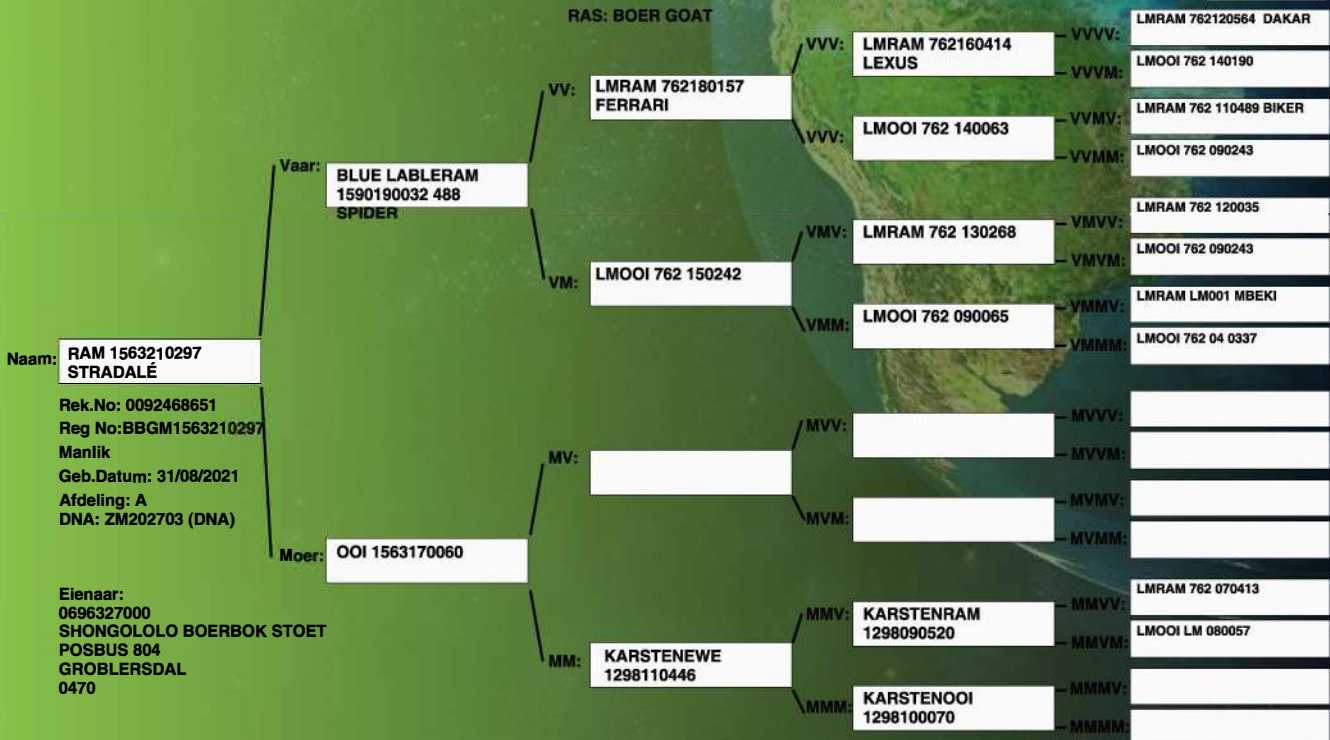 RAS: BOER GOAT
Naam:
RAM 1563210297
STRADALÉ
Rek.No: 0092468651
Reg No:BBGM1563210297
Manlik
Geb.Datum: 31/08/2021
Afdeling: A
DNA: ZM202703 (DNA)
Eienaar:
0696327000
SHONGOLOLO BOERBOK STOET
POSBUS 804
GROBLERSDAL
0470
Vaar:
BLUE LABLERAM
1590190032 488
SPIDER
Moer:
OOI 1563170060
VV:
LMRAM 762180157
FERRARI
VM:
LMOOI 762 150242
MV:
MM:
KARSTENEWE
1298110446
VVV:
LMRAM 762160414
LEXUS
VVV:
LMOOI 762 140063
VMV:
LMRAM 762 130268
VMM:
LMOOI 762 090065
MVV:
MVM:
MMV:
KARSTENRAM
1298090520
MMM:
KARSTENOOI
1298100070
VVVV:
LMRAM 762120564 DAKAR
VVVM:
LMOOI 762 140190
VVMV:
LMRAM 762 110489 BIKER
VVMM:
LMOOI 762 090243
VMVV:
LMRAM 762 120035
VMVM:
LMOOI 762 090243
VMMV:
LMRAM LM001 MBEKI
VMMM:
LMOOI 762 04 0337
MVVV:
MVVM:
MVMV:
MVMM:
MMVV:
LMRAM 762 070413
MMVM:
LMOOI LM 080057
MMMV:
MMMM: